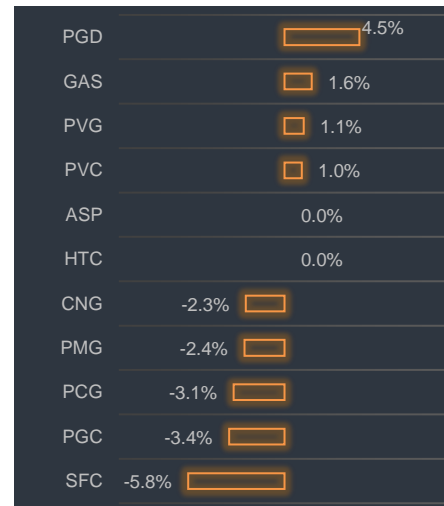 PGD 4.5%
GAS 1.6%
PVG 1.1%
PVC 1.0%
ASP 0.0%
HTC 0.0%
CNG -2.3%
PMG -2.4%
PCG -3.1%
PGC -3.4%
SFC -5.8%